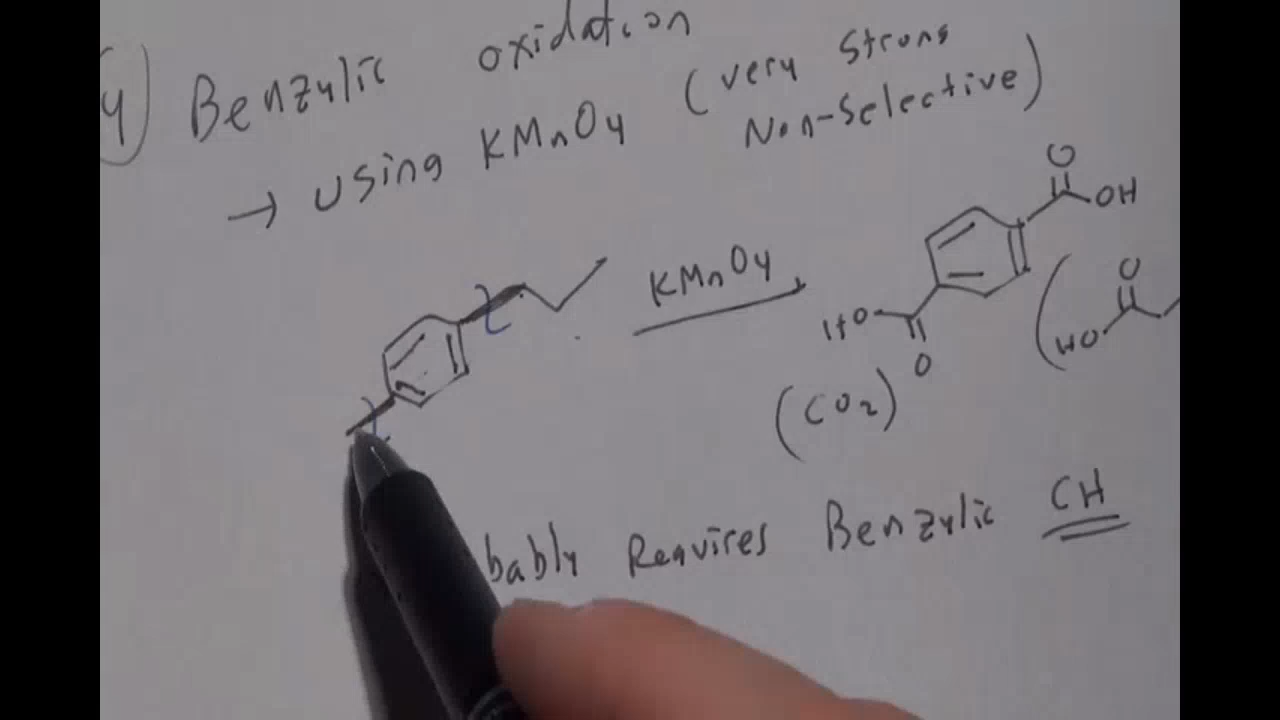 4) Benzylic oxidation
→ using KMnO4 (very strong
Non-selective)
KMnO4
O
OH
HO
O
(CO2)
(
O
HO
bably Requires Benzylic CH